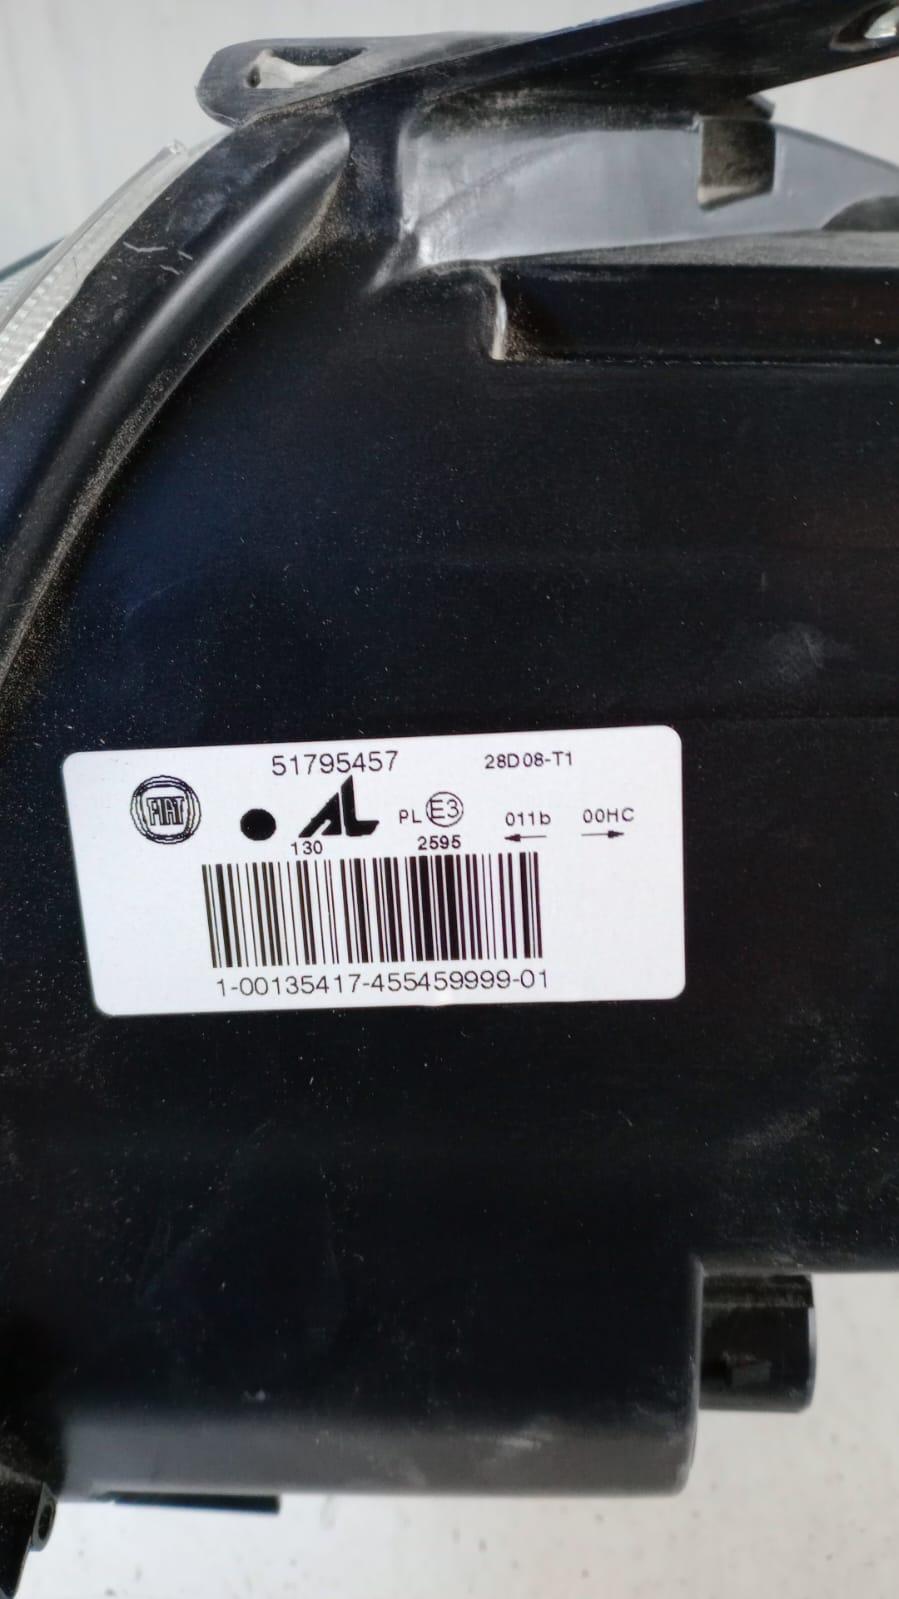 51795457 28D08-T1
FIAT AL PL E3 011b 00HC
130 2595
1-00135417-455459999-01